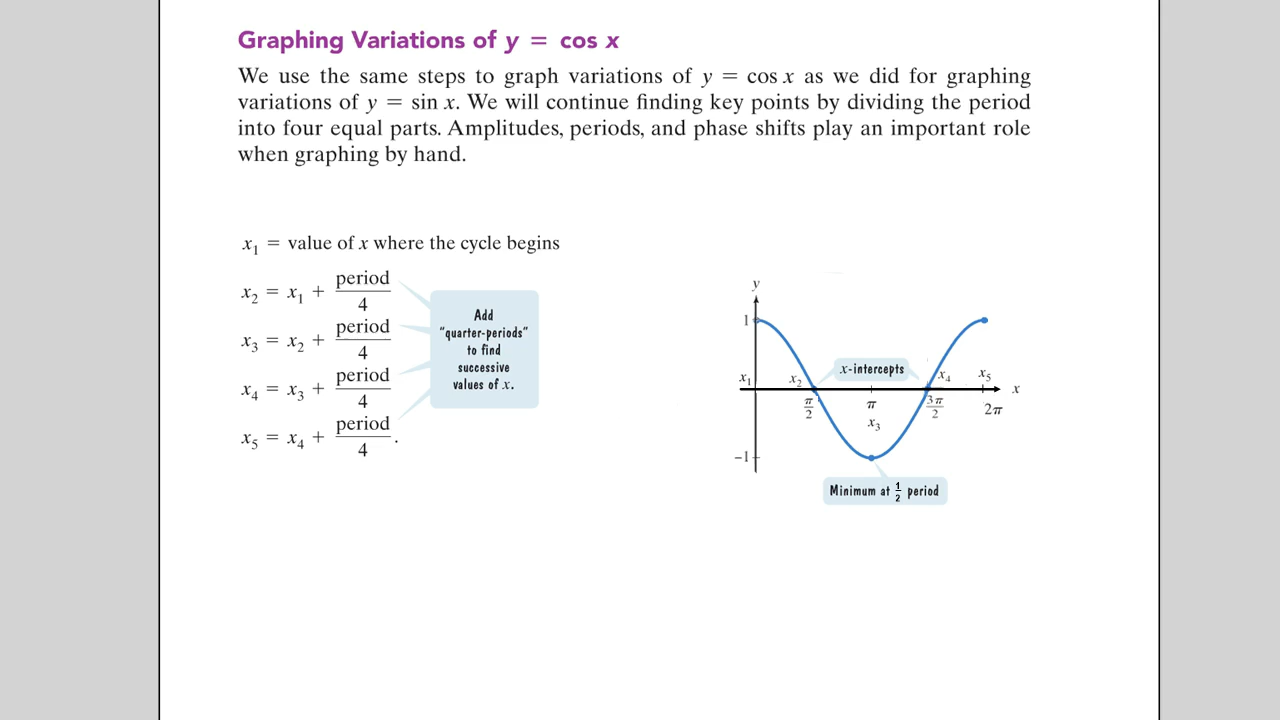 Graphing Variations of y = cos x
We use the same steps to graph variations of y = cos x as we did for graphing
variations of y = sin x. We will continue finding key points by dividing the period
into four equal parts. Amplitudes, periods, and phase shifts play an important role
when graphing by hand.
x₁ = value of x where the cycle begins
x₂ = x₁ + period/4
x₃ = x₂ + period/4
x₄ = x₃ + period/4
x₅ = x₄ + period/4.
Add
“quarter-periods”
to find
successive
values of x.
y
1
x-intercepts
x₁ x₂ x₄ x₅ x
π/2 π 3π/2 2π
x₃
−1
Minimum at 1/2 period